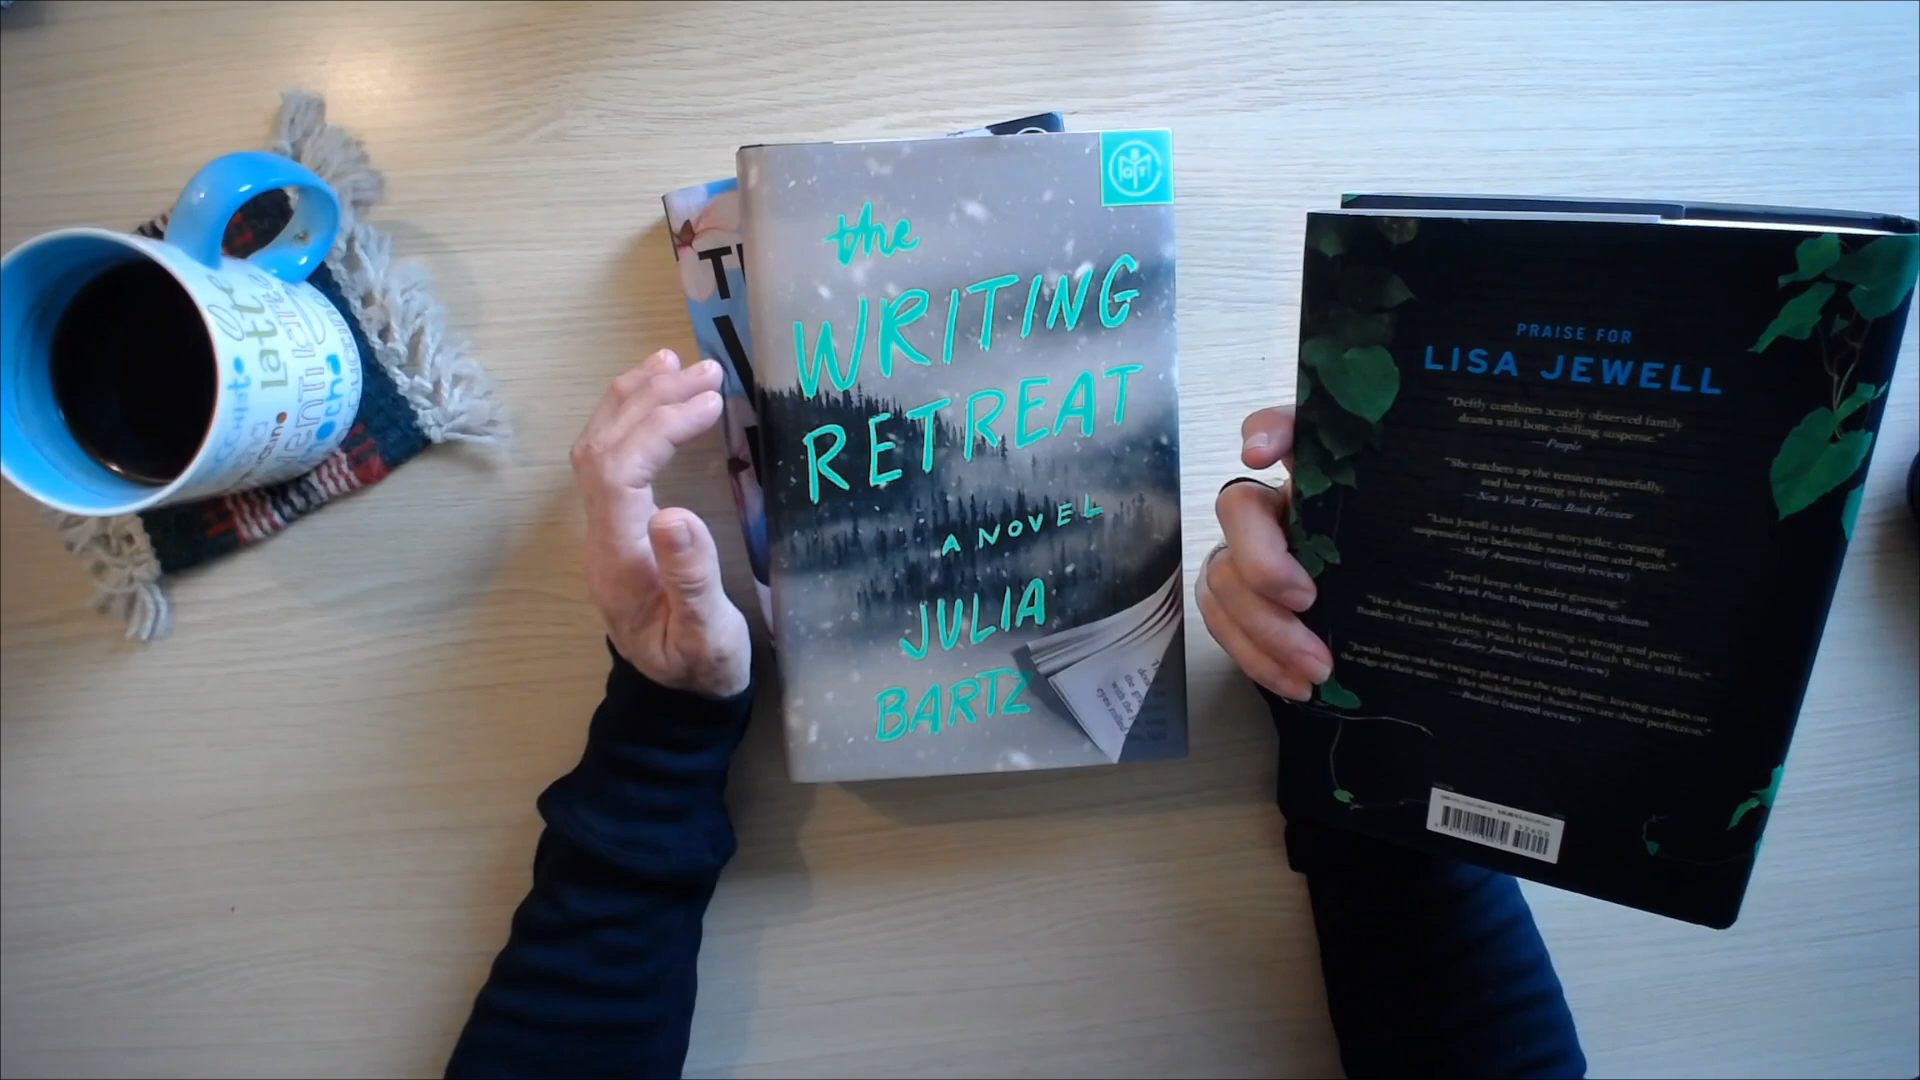 the
WRITING
RETREAT
A NOVEL
JULIA
BARTZ
PRAISE FOR
LISA JEWELL
"Deftly combines acutely observed family
drama with bone-chilling suspense."
—People
"She ratchets up the tension masterfully,
and her writing is lively."
—New York Times Book Review
"Lisa Jewell is a brilliant storyteller, creating
suspenseful yet believable novels time and again."
—Shelf Awareness (starred review)
"Jewell keeps the reader guessing."
—New York Post, Required Reading column
"Her characters are believable, her writing is strong and poetic.
Readers of Liane Moriarty, Paula Hawkins, and Ruth Ware will love."
—Library Journal (starred review)
"Jewell teases out her twisty plot at just the right pace, leaving readers on
the edge of their seats. . . . Her multilayered characters are sheer perfection."
—Booklist (starred review)
latte
VENTI
mocha